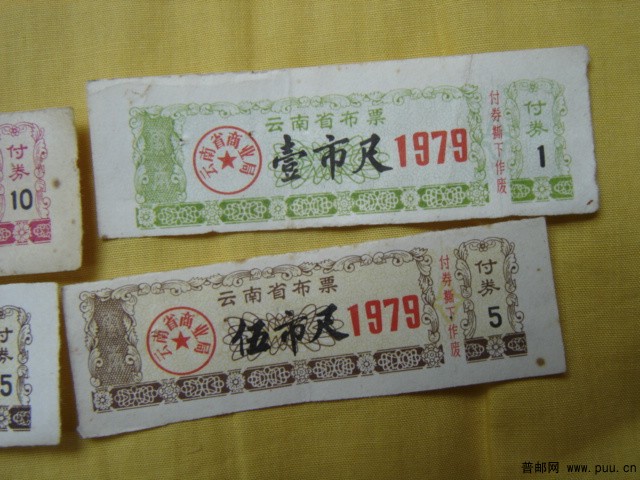 云南省布票
壹市尺 1979
云南省商业局
付券撕下作废
付券
1
云南省布票
伍市尺 1979
云南省商业局
付券撕下作废
付券
5
付券
10
付券
5
普邮网 www.puu.cn